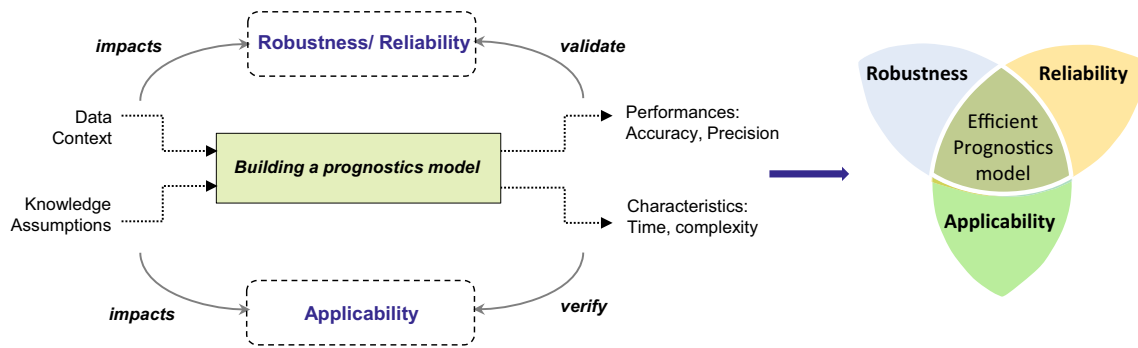 impacts
Robustness/ Reliability
validate
Data
Context
Building a prognostics model
Performances:
Accuracy, Precision
Knowledge
Assumptions
Characteristics:
Time, complexity
impacts
Applicability
verify
Robustness
Reliability
Efficient
Prognostics
model
Applicability